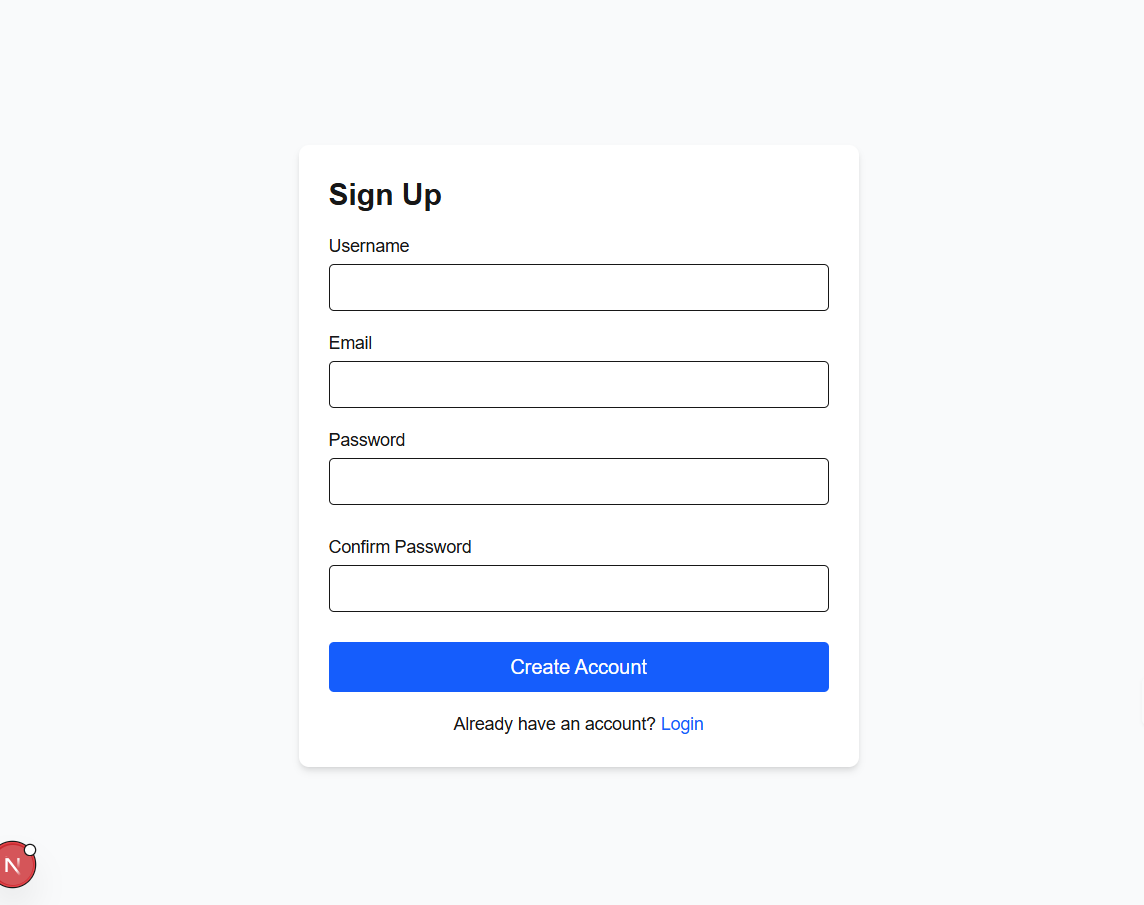 Sign Up
Username
Email
Password
Confirm Password
Create Account
Already have an account? Login
N